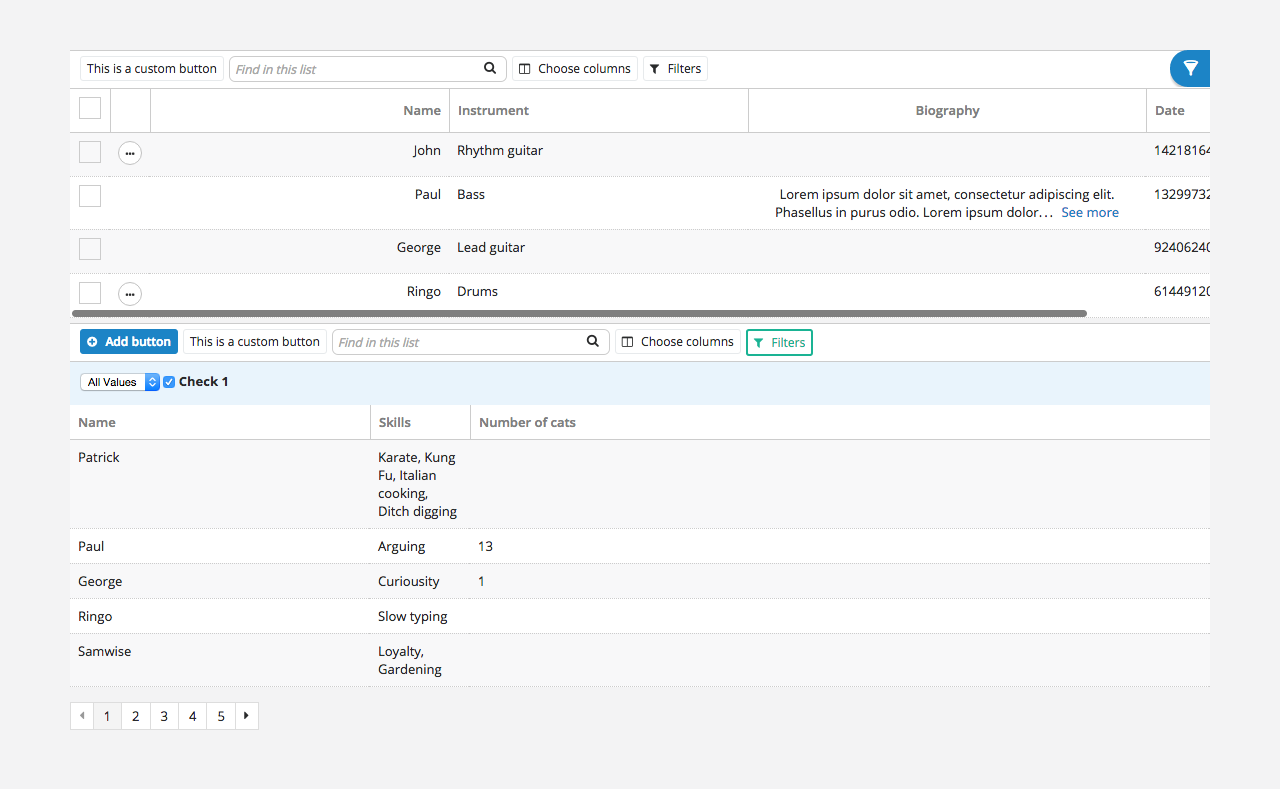 This is a custom button Find in this list Choose columns Filters
Name Instrument Biography Date
John Rhythm guitar 14218164
Paul Bass Lorem ipsum dolor sit amet, consectetur adipiscing elit. 13299732
Phasellus in purus odio. Lorem ipsum dolor... See more
George Lead guitar 92406240
Ringo Drums 61449120
Add button This is a custom button Find in this list Choose columns Filters
All Values Check 1
Name Skills Number of cats
Patrick Karate, Kung
Fu, Italian
cooking,
Ditch digging
Paul Arguing 13
George Curiousity 1
Ringo Slow typing
Samwise Loyalty,
Gardening
1 2 3 4 5